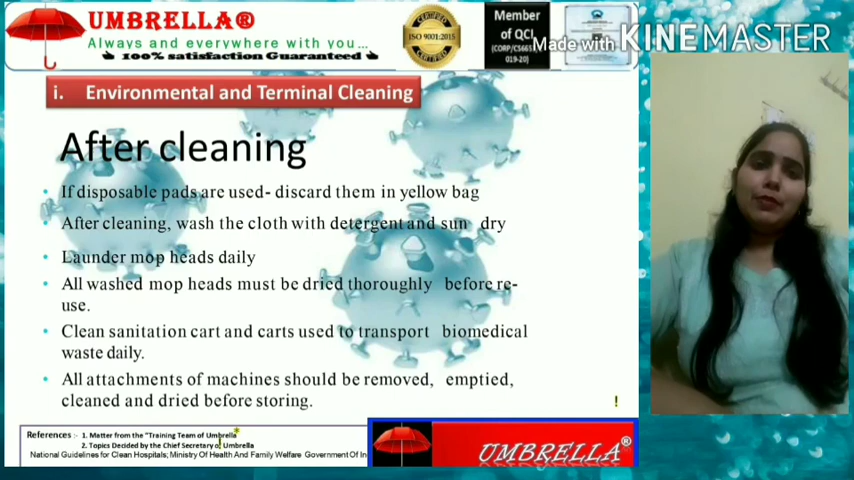 UMBRELLA®
Always and everywhere with you...
100% satisfaction Guaranteed
CERTIFIED
ISO 9001:2015
CERTIFIED
Member
of QCI
019-20)
Made with KINEMASTER
i. Environmental and Terminal Cleaning
After cleaning
• If disposable pads are used- discard them in yellow bag
• After cleaning, wash the cloth with detergent and sun dry
• Launder mop heads daily
• All washed mop heads must be dried thoroughly before re-
use.
• Clean sanitation cart and carts used to transport biomedical
waste daily.
• All attachments of machines should be removed, emptied,
cleaned and dried before storing.
!
References :- 1. Matter from the "Training Team of Umbrella"
2. Topics Decided by the Chief Secretary of Umbrella
National Guidelines for Clean Hospitals; Ministry Of Health And Family Welfare Government Of In
UMBRELLA®